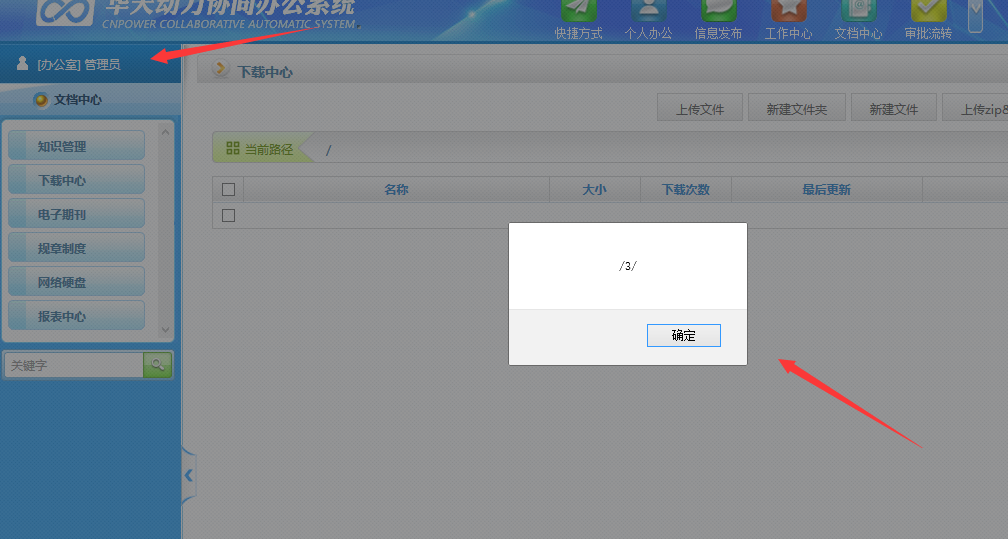 华天动力协同办公系统
CNPOWER COLLABORATIVE AUTOMATIC SYSTEM
快捷方式
个人办公
信息发布
工作中心
文档中心
审批流转
[办公室] 管理员
文档中心
知识管理
下载中心
电子期刊
规章制度
网络硬盘
报表中心
关键字
下载中心
上传文件
新建文件夹
新建文件
上传zip
当前路径
/
名称
大小
下载次数
最后更新
/3/
确定